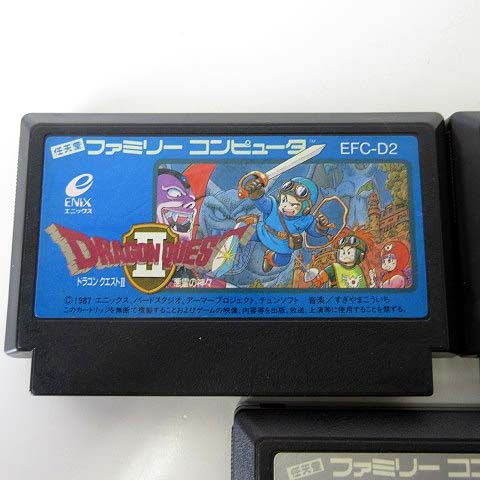 任天堂 ファミリー コンピュータ™ EFC-D2
ENIX
エニックス
DRAGON QUEST
II
ドラゴンクエストII 悪霊の神々
©1987 エニックス, バードスタジオ, アーマープロジェクト, チュンソフト 音楽/すぎやまこういち
このカートリッジを無断で複製することおよびゲームの映像, 内容等を出版, 放送, 上演等に使用することを禁ずる。
任天堂 ファミリー コン